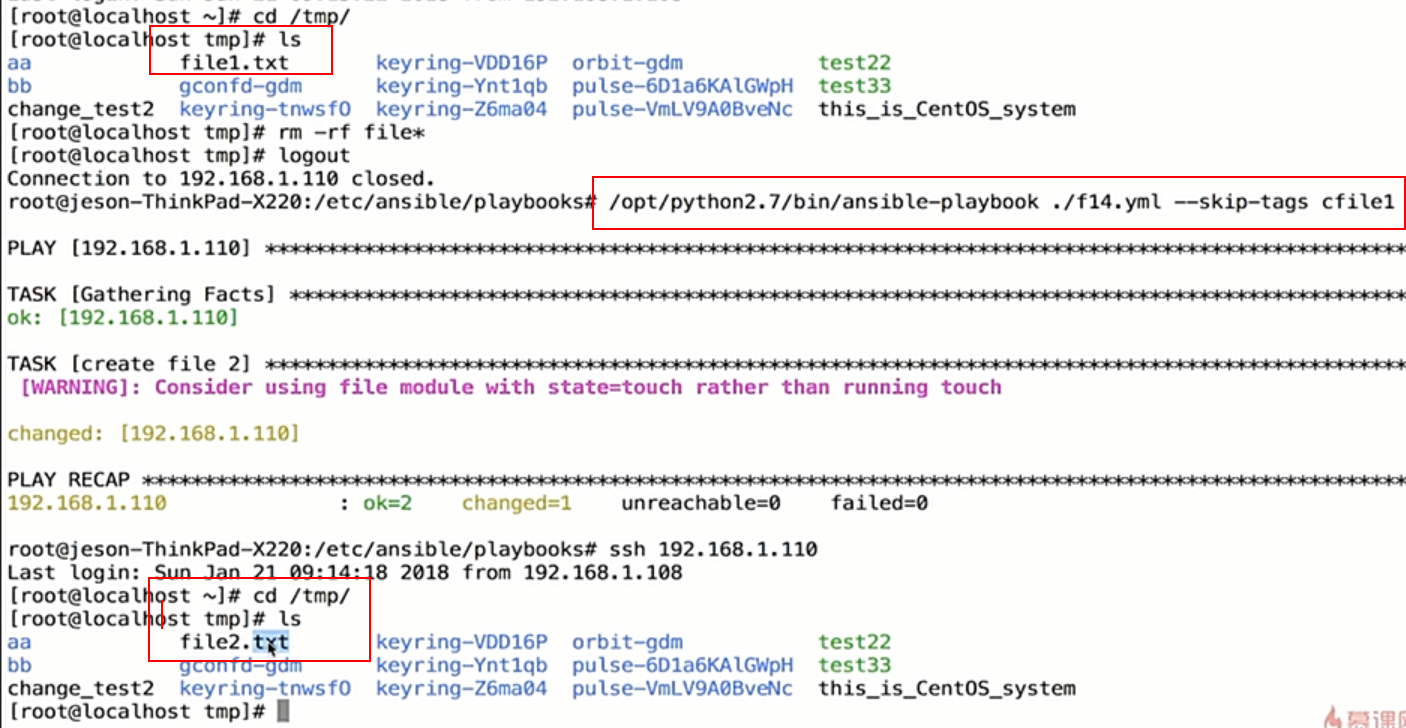 [root@localhost ~]# cd /tmp/
[root@localhost tmp]# ls
aa file1.txt keyring-VDD16P orbit-gdm test22
bb gconfd-gdm keyring-Ynt1qb pulse-6D1a6KAlGWpH test33
change_test2 keyring-tnwsfO keyring-Z6ma04 pulse-VmLV9A0BveNc this_is_CentOS_system
[root@localhost tmp]# rm -rf file*
[root@localhost tmp]# logout
Connection to 192.168.1.110 closed.
root@jeson-ThinkPad-X220:/etc/ansible/playbooks# /opt/python2.7/bin/ansible-playbook ./f14.yml --skip-tags cfile1
PLAY [192.168.1.110] ****************************************************************************************************
TASK [Gathering Facts] **************************************************************************************************
ok: [192.168.1.110]
TASK [create file 2] ****************************************************************************************************
[WARNING]: Consider using file module with state=touch rather than running touch
changed: [192.168.1.110]
PLAY RECAP **************************************************************************************************************
192.168.1.110 : ok=2 changed=1 unreachable=0 failed=0
root@jeson-ThinkPad-X220:/etc/ansible/playbooks# ssh 192.168.1.110
Last login: Sun Jan 21 09:14:18 2018 from 192.168.1.108
[root@localhost ~]# cd /tmp/
[root@localhost tmp]# ls
aa file2.txt keyring-VDD16P orbit-gdm test22
bb gconfd-gdm keyring-Ynt1qb pulse-6D1a6KAlGWpH test33
change_test2 keyring-tnwsfO keyring-Z6ma04 pulse-VmLV9A0BveNc this_is_CentOS_system
[root@localhost tmp]#